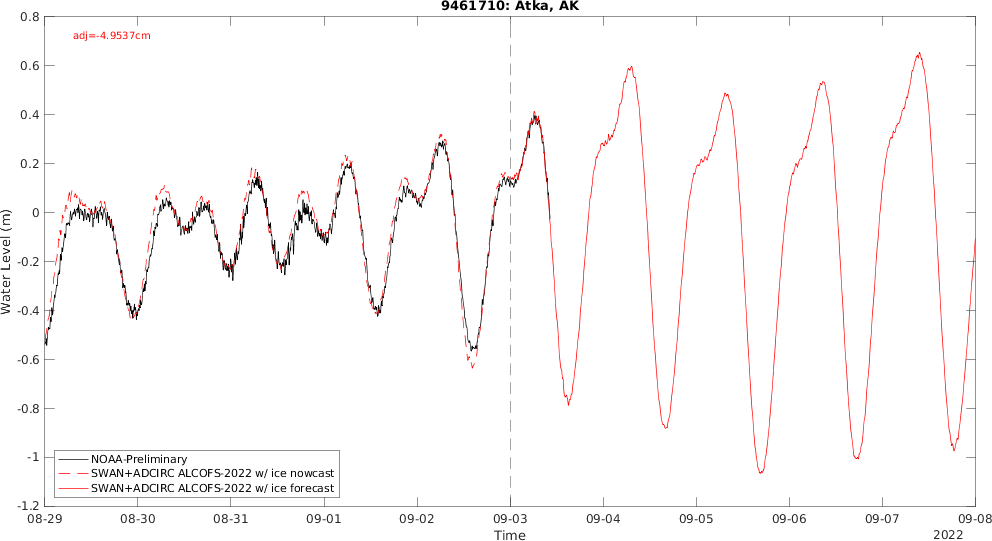 9461710: Atka, AK
0.8
0.6
0.4
0.2
0
-0.2
-0.4
-0.6
-0.8
-1
-1.2
Water Level (m)
adj=-4.9537cm
NOAA-Preliminary
SWAN+ADCIRC ALCOFS-2022 w/ ice nowcast
SWAN+ADCIRC ALCOFS-2022 w/ ice forecast
08-29 08-30 08-31 09-01 09-02 09-03 09-04 09-05 09-06 09-07 09-08
Time
2022